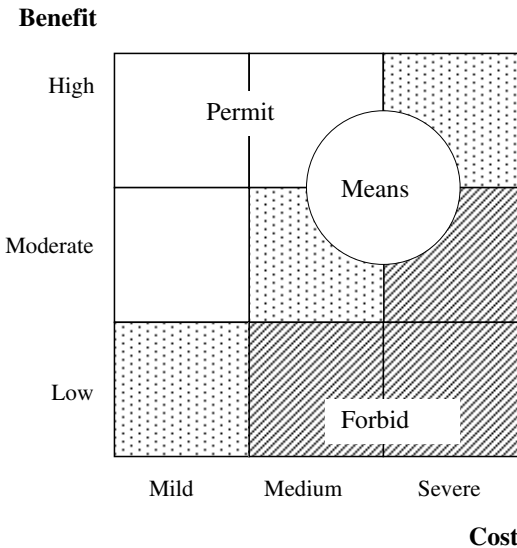 Benefit
High
Permit
Means
Moderate
Low
Forbid
Mild Medium Severe
Cost